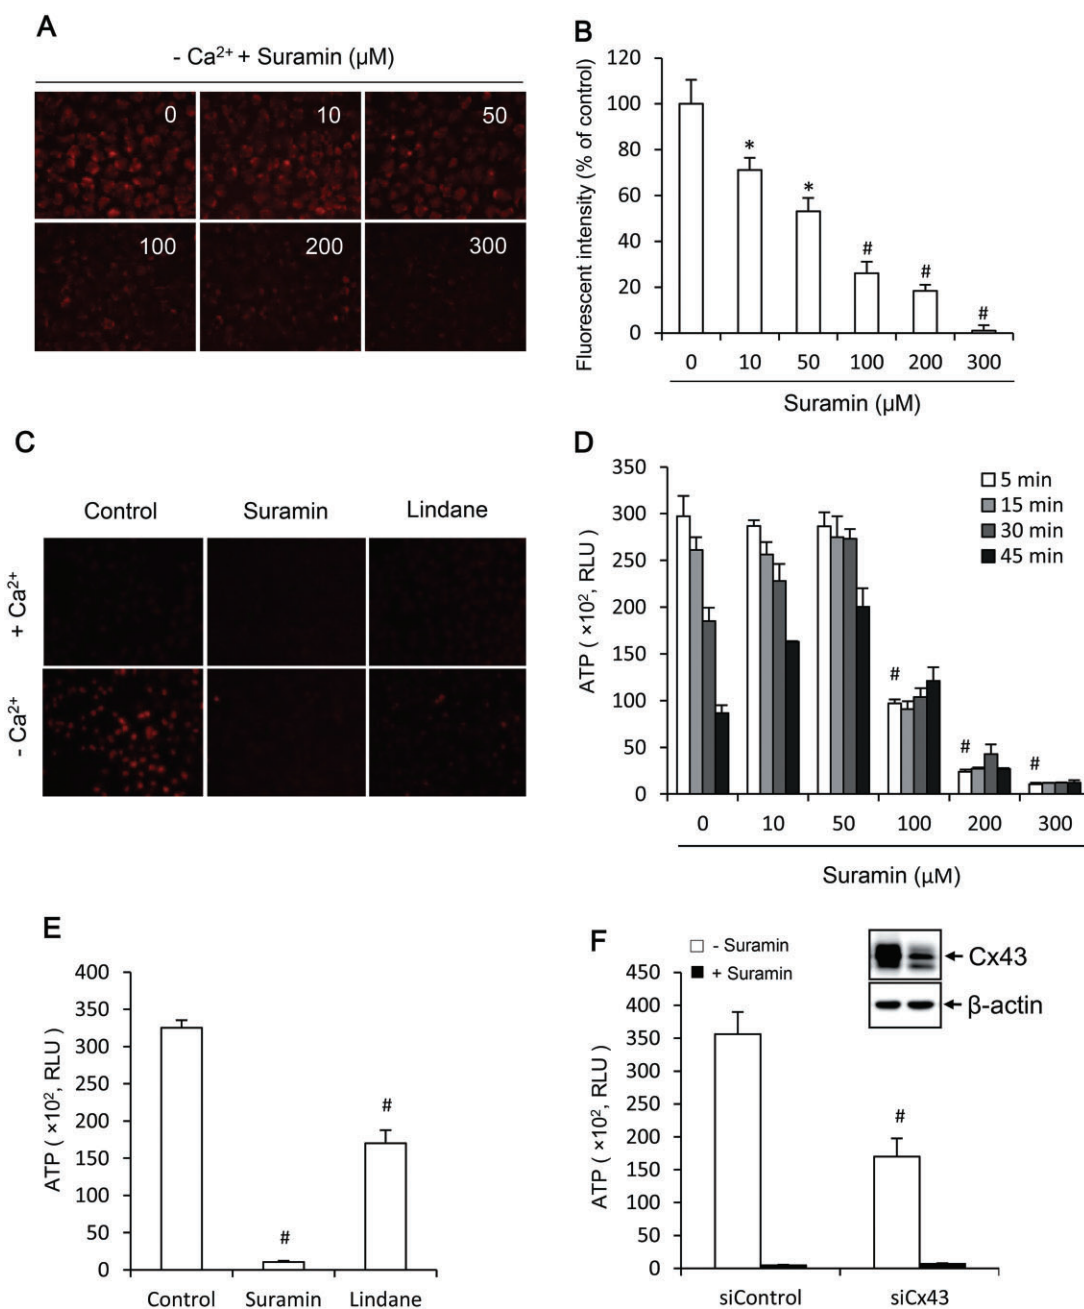 A
- Ca²⁺ + Suramin (µM)
0 10 50
100 200 300
B
Fluorescent intensity (% of control)
120
100
80
60
40
20
0
* * # # #
0 10 50 100 200 300
Suramin (µM)
C
Control Suramin Lindane
+ Ca²⁺
- Ca²⁺
D
ATP ( ×10², RLU )
350
300
250
200
150
100
50
0
5 min
15 min
30 min
45 min
# # #
0 10 50 100 200 300
Suramin (µM)
E
ATP ( ×10², RLU )
400
350
300
250
200
150
100
50
0
# #
Control Suramin Lindane
F
- Suramin
+ Suramin
Cx43
β-actin
ATP ( ×10², RLU )
450
400
350
300
250
200
150
100
50
0
#
siControl siCx43